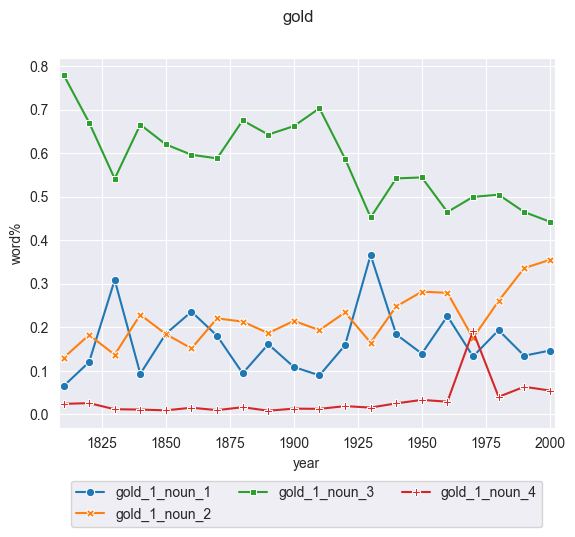 gold
0.8
0.7
0.6
0.5
0.4
0.3
0.2
0.1
0.0
word%
1825 1850 1875 1900 1925 1950 1975 2000
year
gold_1_noun_1 gold_1_noun_3 gold_1_noun_4
gold_1_noun_2